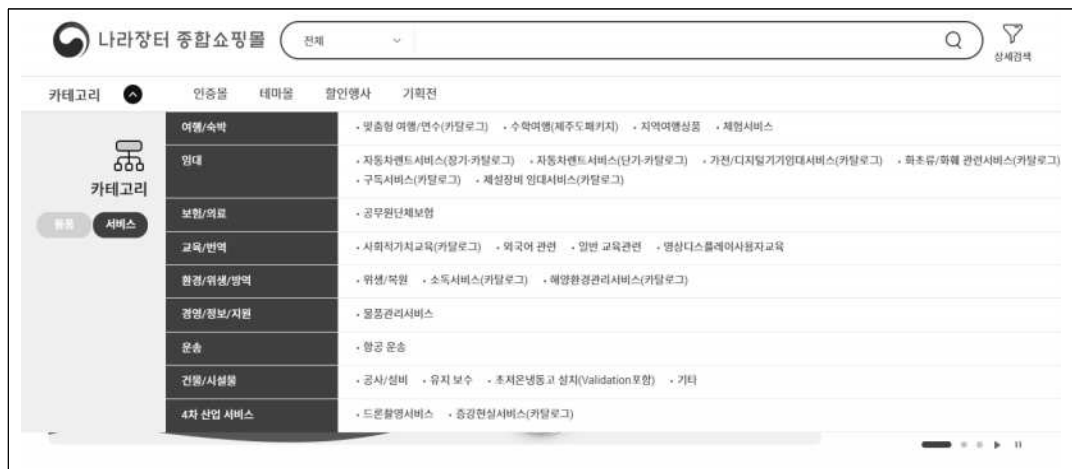 나라장터 종합쇼핑몰 전체
상세검색
카테고리 인증몰 테마몰 할인행사 기획전
여행/숙박 · 맞춤형 여행/연수(카탈로그) · 수학여행(제주도패키지) · 지역여행상품 · 체험서비스
임대 · 자동차렌트서비스(장기-카탈로그) · 자동차렌트서비스(단기-카탈로그) · 가전/디지털기기임대서비스(카탈로그) · 화초류/화훼 관련서비스(카탈로그)
· 구독서비스(카탈로그) · 제설장비 임대서비스(카탈로그)
카테고리
물품 서비스
보험/의료 · 공무원단체보험
교육/번역 · 사회적가치교육(카탈로그) · 외국어 관련 · 일반 교육관련 · 영상디스플레이사용자교육
환경/위생/방역 · 위생/복원 · 소독서비스(카탈로그) · 해양환경관리서비스(카탈로그)
경영/정보/지원 · 물품관리서비스
운송 · 항공 운송
건물/시설물 · 공사/설비 · 유지 보수 · 초저온냉동고 설치(Validation포함) · 기타
4차 산업 서비스 · 드론촬영서비스 · 증강현실서비스(카탈로그)